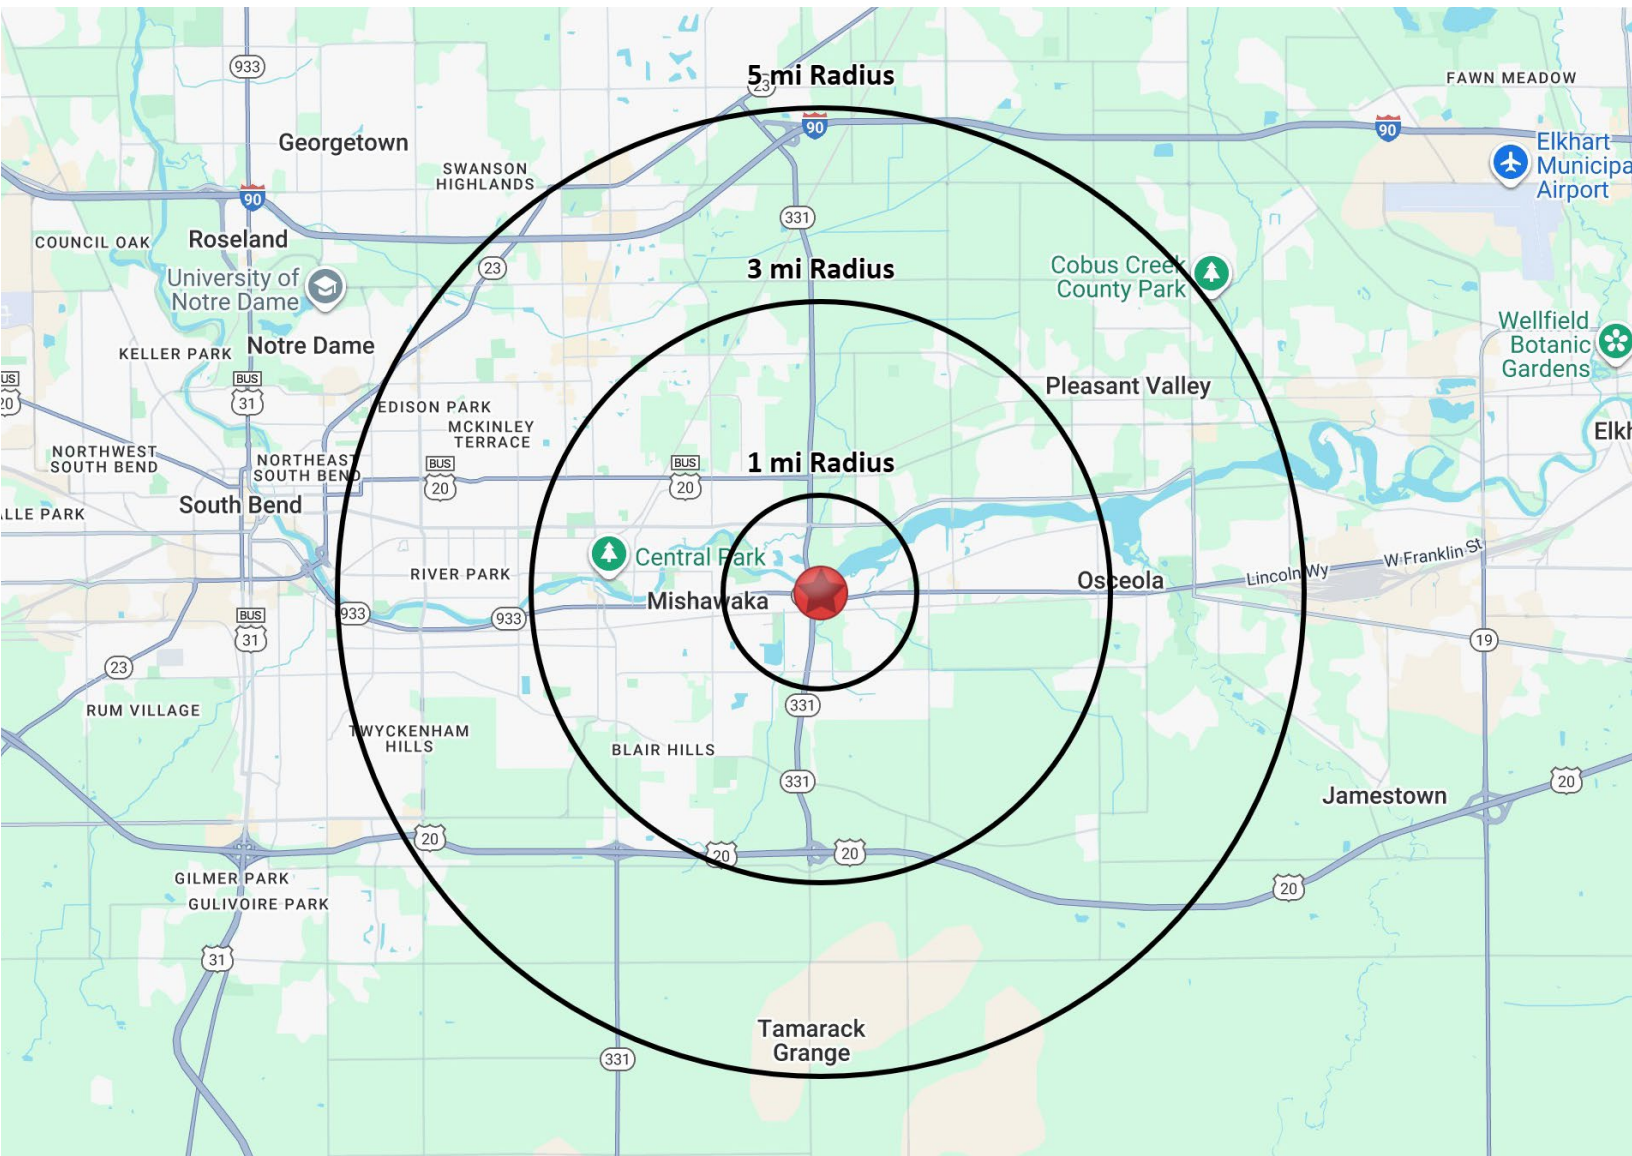 5 mi Radius
FAWN MEADOW
933
23
90
90
Elkhart
Municipa
Airport
Georgetown
SWANSON
HIGHLANDS
90
331
COUNCIL OAK
Roseland
3 mi Radius
23
Cobus Creek
County Park
University of
Notre Dame
Wellfield
Botanic
Gardens
KELLER PARK
Notre Dame
US
20
BUS
31
Pleasant Valley
EDISON PARK
MCKINLEY
TERRACE
Elkh
NORTHWEST
SOUTH BEND
NORTHEAST
SOUTH BEND
BUS
20
BUS
20
1 mi Radius
South Bend
ALLE PARK
Central Park
W Franklin St
Lincoln Wy
RIVER PARK
Osceola
Mishawaka
933
933
BUS
31
19
23
331
RUM VILLAGE
TWYCKENHAM
HILLS
BLAIR HILLS
331
20
Jamestown
20
20
20
GILMER PARK
20
GULIVOIRE PARK
31
Tamarack
Grange
331